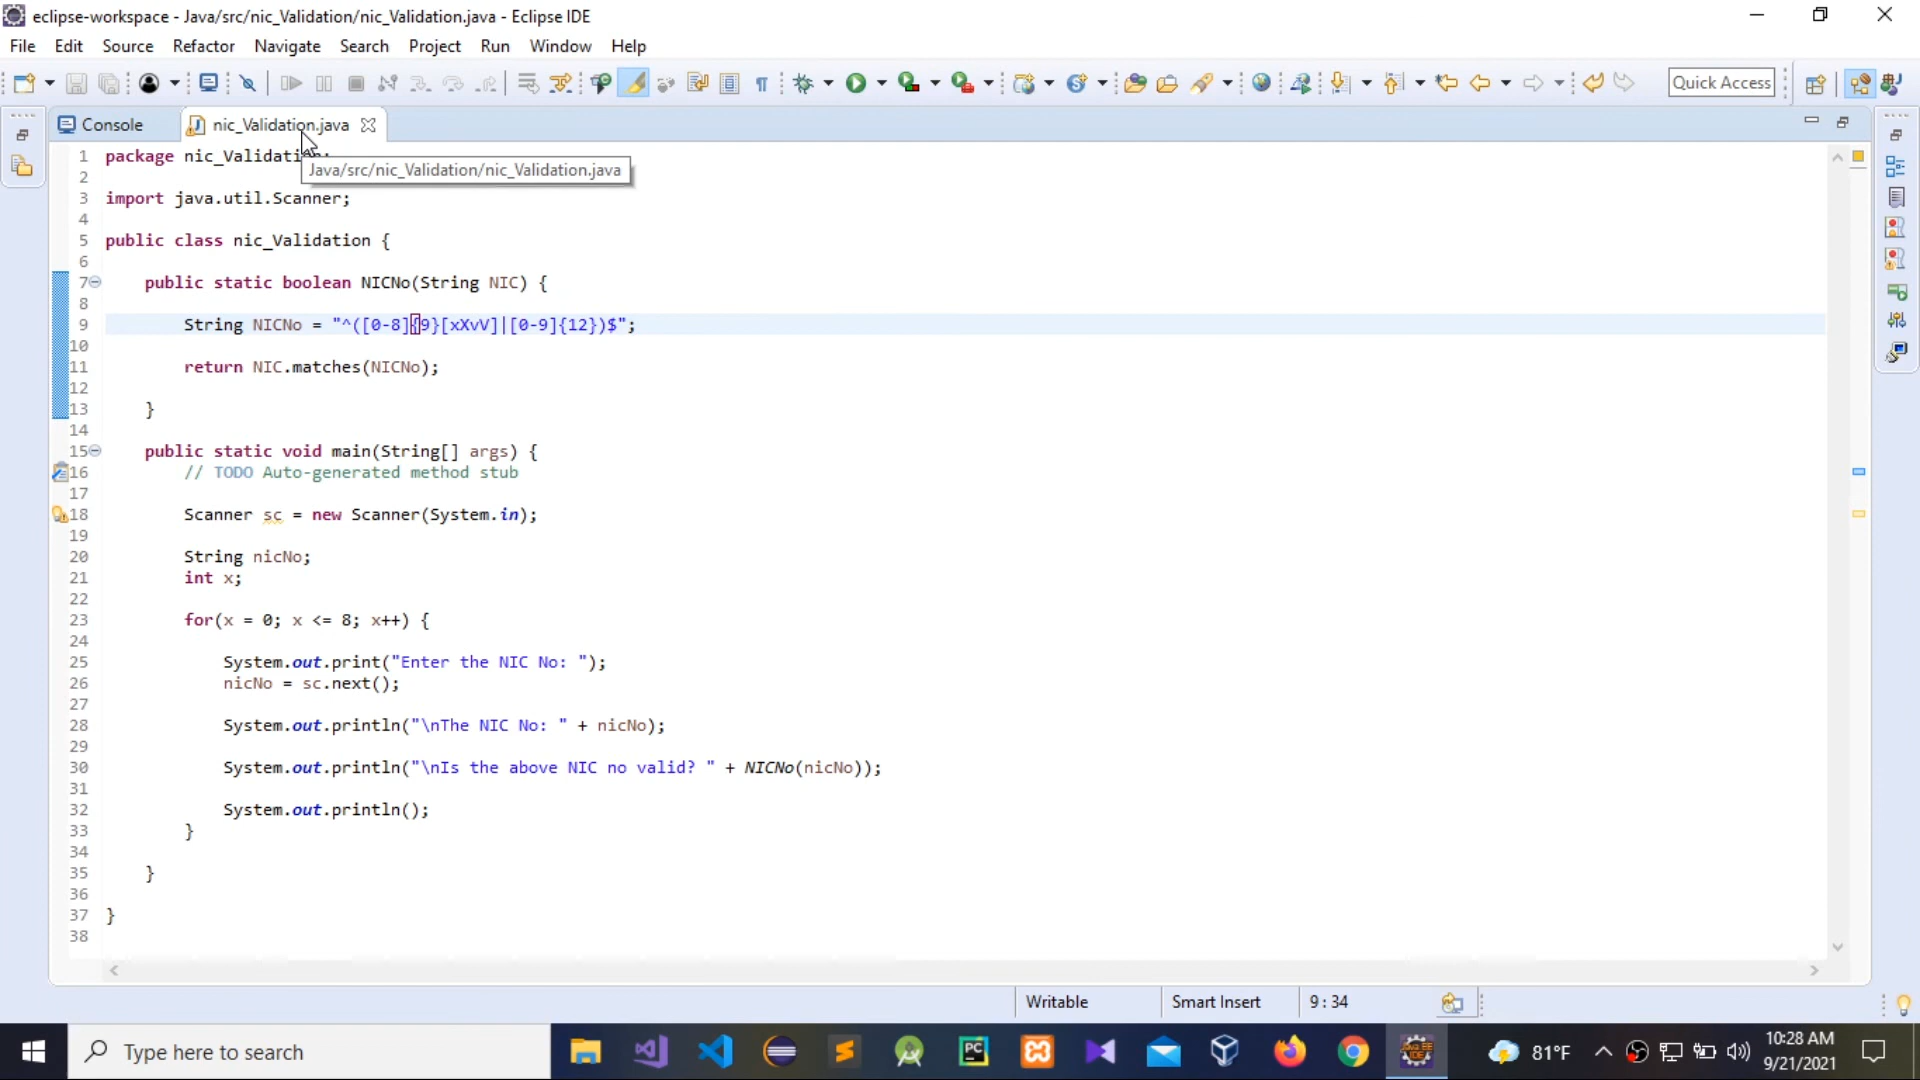 eclipse-workspace - Java/src/nic_Validation/nic_Validation.java - Eclipse IDE
File Edit Source Refactor Navigate Search Project Run Window Help
Quick Access
Console nic_Validation.java
1 package nic_Validation;
Java/src/nic_Validation/nic_Validation.java
2
3 import java.util.Scanner;
4
5 public class nic_Validation {
6
7 public static boolean NICNo(String NIC) {
8
9 String NICNo = "^([0-8]{9}[xXvV]|[0-9]{12})$";
10
11 return NIC.matches(NICNo);
12
13 }
14
15 public static void main(String[] args) {
16 // TODO Auto-generated method stub
17
18 Scanner sc = new Scanner(System.in);
19
20 String nicNo;
21 int x;
22
23 for(x = 0; x <= 8; x++) {
24
25 System.out.print("Enter the NIC No: ");
26 nicNo = sc.next();
27
28 System.out.println("\nThe NIC No: " + nicNo);
29
30 System.out.println("\nIs the above NIC no valid? " + NICNo(nicNo));
31
32 System.out.println();
33 }
34
35 }
36
37 }
38
Writable Smart Insert 9 : 34
Type here to search
81°F
10:28 AM
9/21/2021